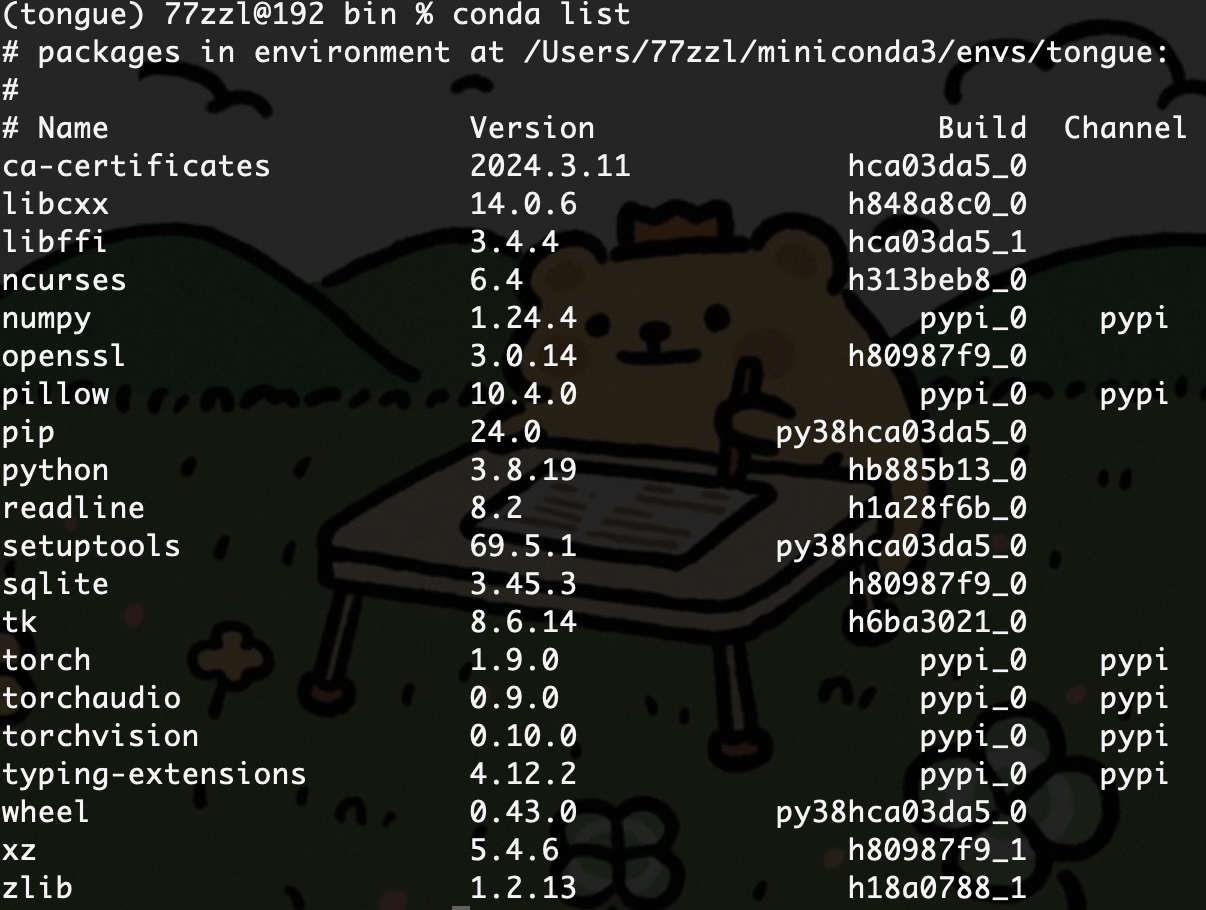 (tongue) 77zzl@192 bin % conda list
# packages in environment at /Users/77zzl/miniconda3/envs/tongue:
#
# Name Version Build Channel
ca-certificates 2024.3.11 hca03da5_0
libcxx 14.0.6 h848a8c0_0
libffi 3.4.4 hca03da5_1
ncurses 6.4 h313beb8_0
numpy 1.24.4 pypi_0 pypi
openssl 3.0.14 h80987f9_0
pillow 10.4.0 pypi_0 pypi
pip 24.0 py38hca03da5_0
python 3.8.19 hb885b13_0
readline 8.2 h1a28f6b_0
setuptools 69.5.1 py38hca03da5_0
sqlite 3.45.3 h80987f9_0
tk 8.6.14 h6ba3021_0
torch 1.9.0 pypi_0 pypi
torchaudio 0.9.0 pypi_0 pypi
torchvision 0.10.0 pypi_0 pypi
typing-extensions 4.12.2 pypi_0 pypi
wheel 0.43.0 py38hca03da5_0
xz 5.4.6 h80987f9_1
zlib 1.2.13 h18a0788_1